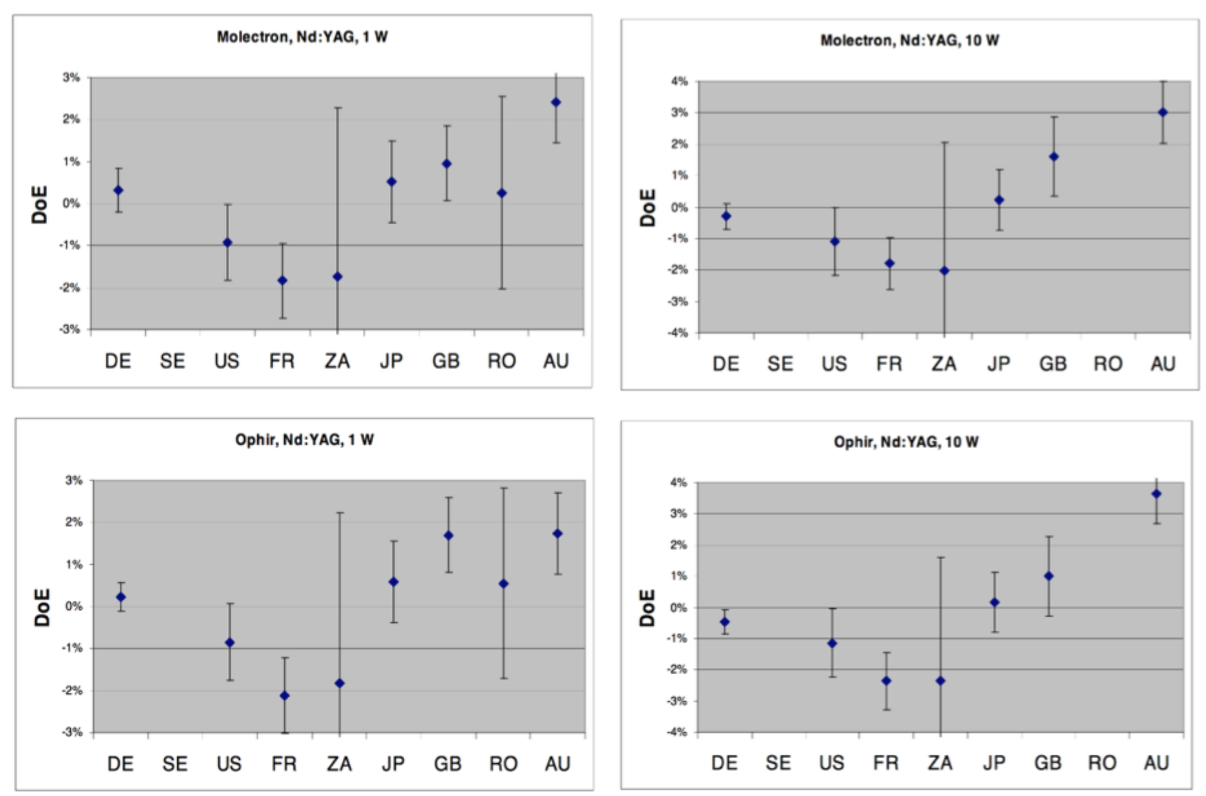 Molectron, Nd:YAG, 1 W
3%
2%
1%
0%
-1%
-2%
-3%
DoE
DE SE US FR ZA JP GB RO AU
Molectron, Nd:YAG, 10 W
4%
3%
2%
1%
0%
-1%
-2%
-3%
-4%
DoE
DE SE US FR ZA JP GB RO AU
Ophir, Nd:YAG, 1 W
3%
2%
1%
0%
-1%
-2%
-3%
DoE
DE SE US FR ZA JP GB RO AU
Ophir, Nd:YAG, 10 W
4%
3%
2%
1%
0%
-1%
-2%
-3%
-4%
DoE
DE SE US FR ZA JP GB RO AU